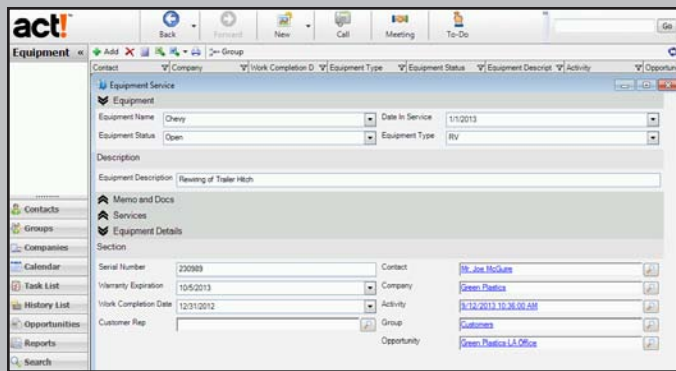 act!
Back Forward New Call Meeting To-Do Go
Equipment « Add Group
Contact Company Work Completion D Equipment Type Equipment Status Equipment Descript Activity Opportun
Equipment Service
Equipment
Equipment Name Chevy Date In Service 1/1/2013
Equipment Status Open Equipment Type RV
Description
Equipment Description Rewiring of Trailer Hitch
Memo and Docs
Services
Equipment Details
Section
Serial Number 230989 Contact Mr. Joe McGuire
Warranty Expiration 10/5/2013 Company Green Plastics
Work Completion Date 12/31/2012 Activity 9/12/2013 10:36:00 AM
Customer Rep Group Customers
Opportunity Green Plastics LA Office
Contacts
Groups
Companies
Calendar
Task List
History List
Opportunities
Reports
Search